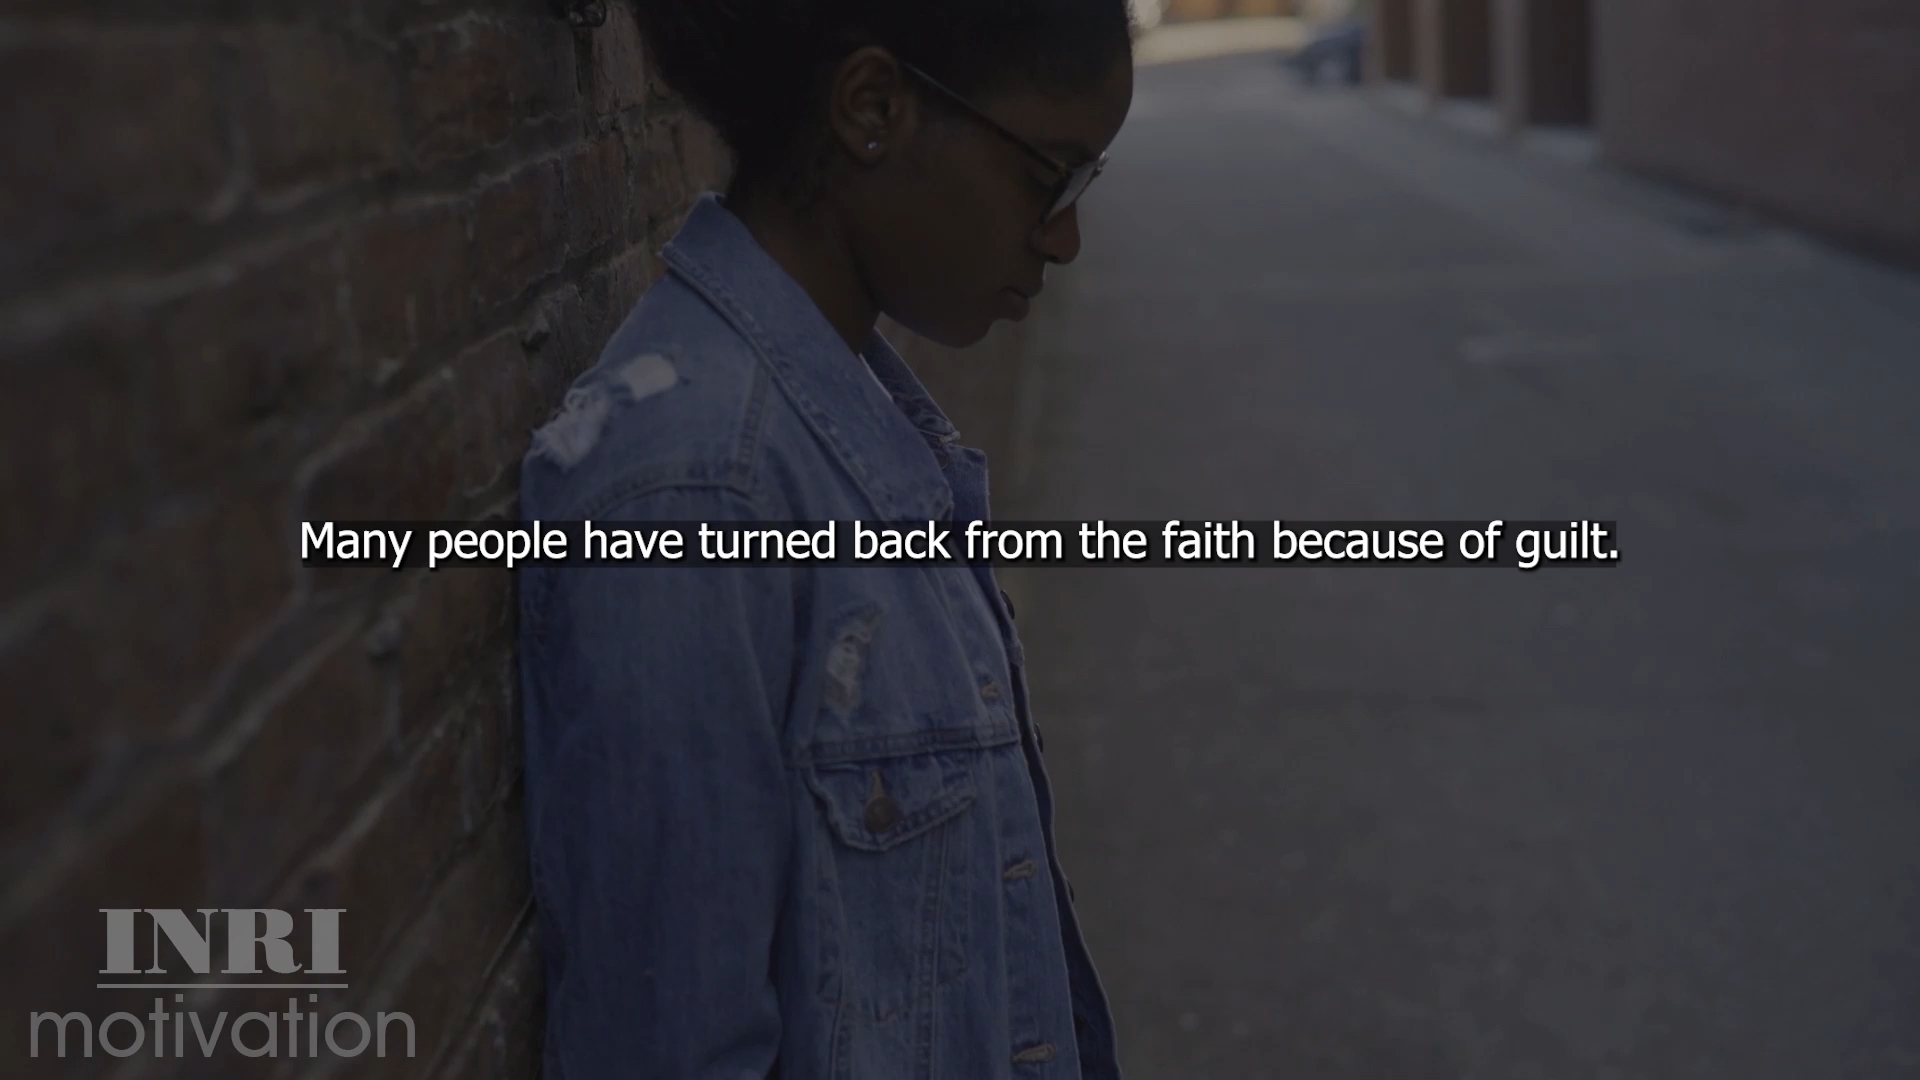 Many people have turned back from the faith because of guilt.
INRI
motivation